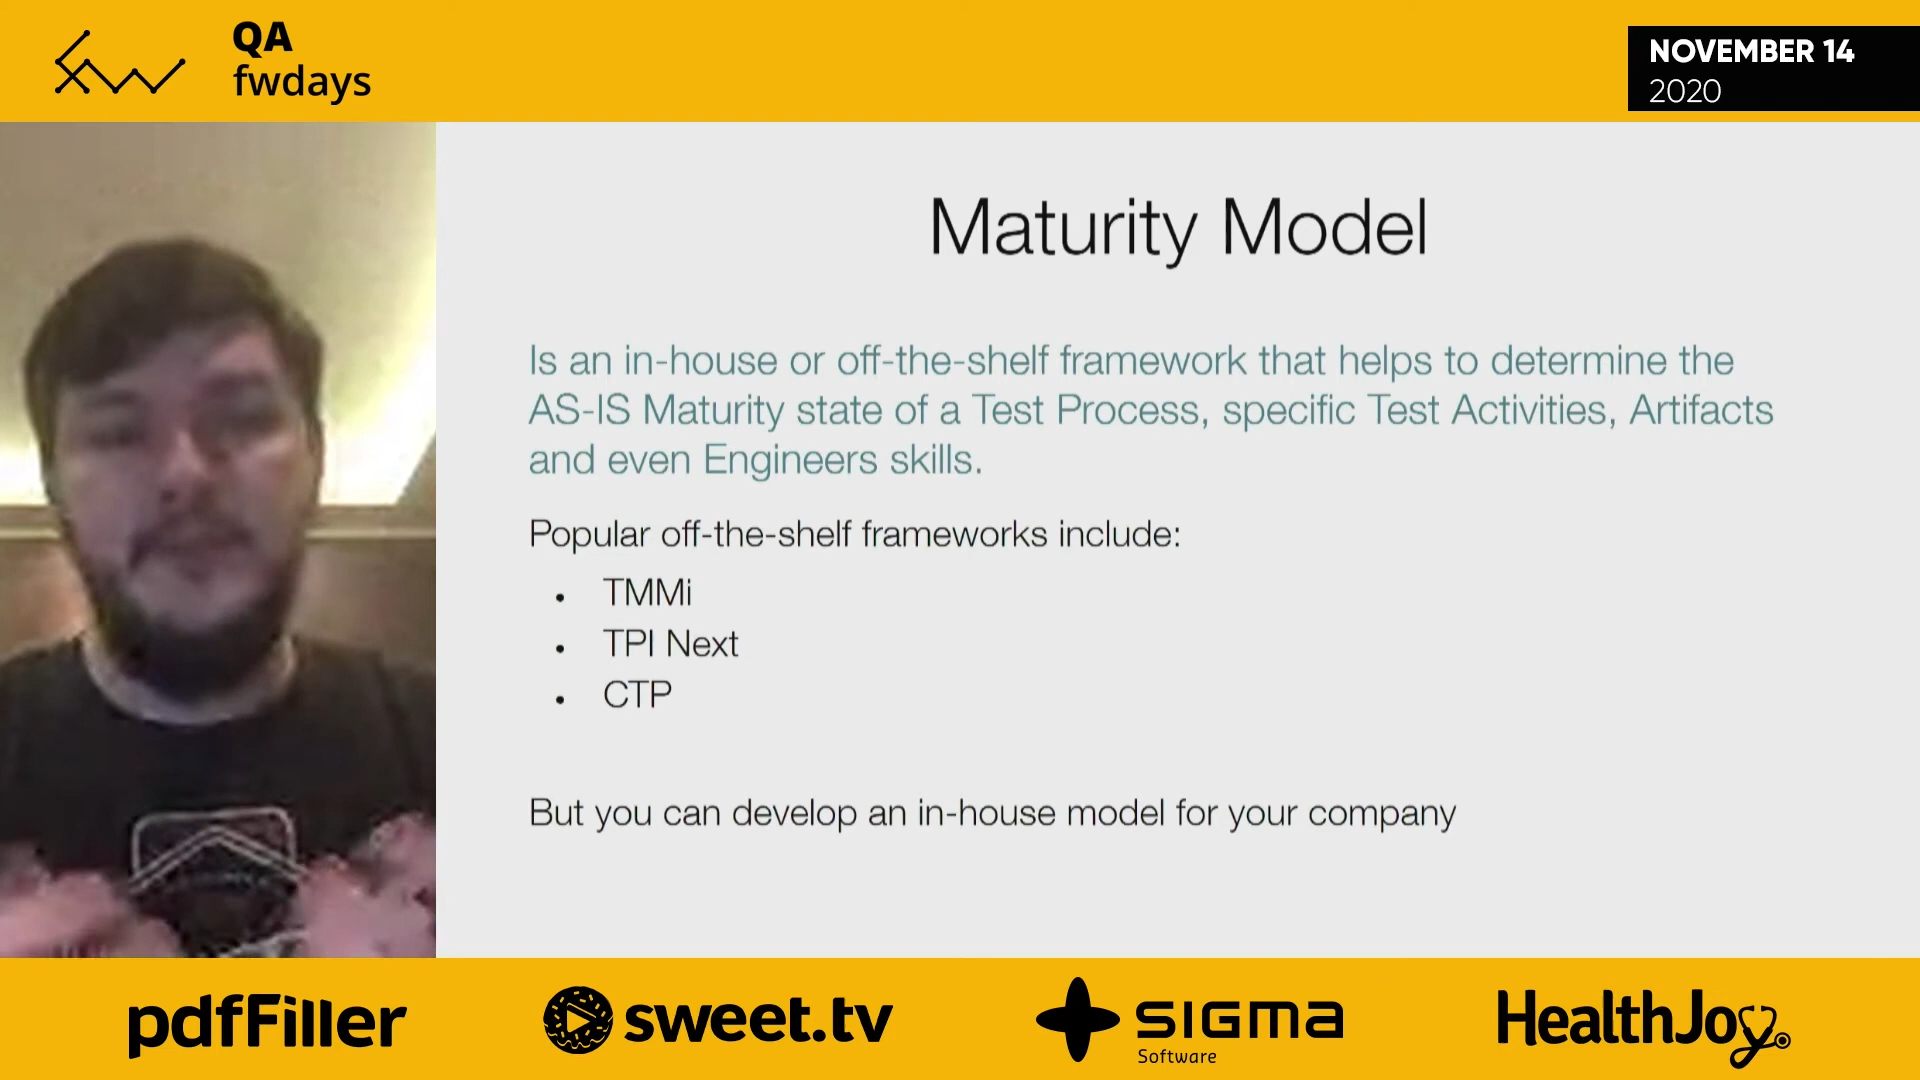 QA
fwdays
NOVEMBER 14
2020
Maturity Model
Is an in-house or off-the-shelf framework that helps to determine the
AS-IS Maturity state of a Test Process, specific Test Activities, Artifacts
and even Engineers skills.
Popular off-the-shelf frameworks include:
• TMMi
• TPI Next
• CTP
But you can develop an in-house model for your company
pdfFiller
sweet.tv
SIGMA
Software
HealthJoy